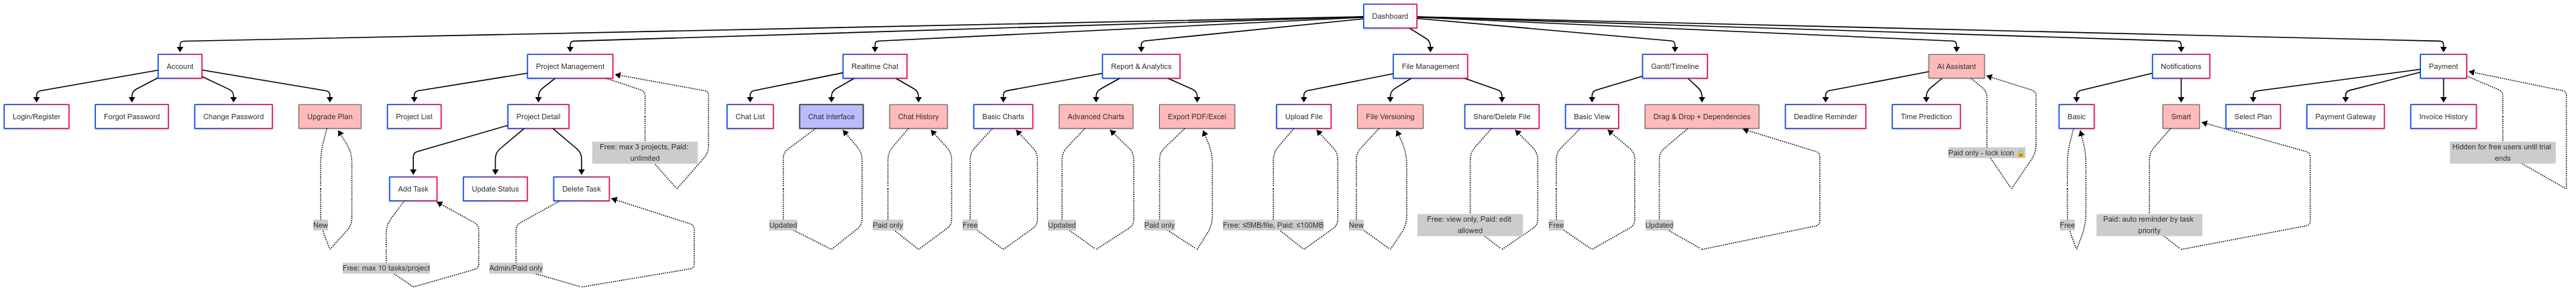 Dashboard
Account
Project Management
Realtime Chat
Report & Analytics
File Management
Gantt/Timeline
AI Assistant
Notifications
Payment
Login/Register
Forgot Password
Change Password
Upgrade Plan
Project List
Project Detail
Chat List
Chat Interface
Chat History
Basic Charts
Advanced Charts
Export PDF/Excel
Upload File
File Versioning
Share/Delete File
Basic View
Drag & Drop + Dependencies
Deadline Reminder
Time Prediction
Basic
Smart
Select Plan
Payment Gateway
Invoice History
Free: max 3 projects, Paid:
unlimited
Paid only - lock icon 🔒
Hidden for free users until trial
ends
Add Task
Update Status
Delete Task
New
Updated
Paid only
Free
Updated
Paid only
Free: ≤5MB/file, Paid: ≤100MB
New
Free: view only, Paid: edit
allowed
Free
Updated
Free
Paid: auto reminder by task
priority
Free: max 10 tasks/project
Admin/Paid only